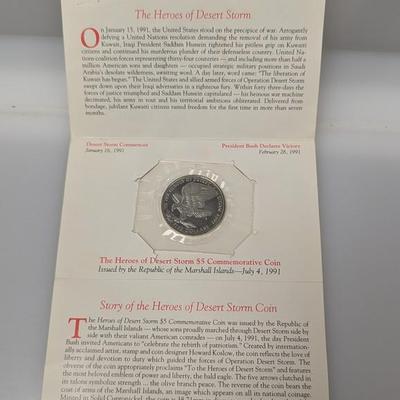 The Heroes of Desert Storm
On January 15, 1991, the United States stood on the precipice of war. Arrogantly
defying a United Nations resolution demanding the removal of his army from
Kuwait, Iraqi President Saddam Hussein tightened his pitiless grip on Kuwaiti
citizens and continued his murderous plunder of their defenseless country. United Na-
tions coalition forces representing thirty-four countries — and including more than half a
million American sons and daughters — occupied strategic military positions in Saudi
Arabia's desolate wilderness, awaiting word. A day later, word came: "The liberation of
Kuwait has begun." The United States and allied armed forces of Operation Desert Storm
swept down upon their Iraqi adversaries in a righteous fury. Within forty-three days the
forces of justice triumphed and Saddam Hussein capitulated — his heinous war machine
decimated, his army in rout and his territorial ambitions obliterated. Delivered from
bondage, jubilant Kuwaiti citizens raised freedom for the first time in more than seven
months.
Desert Storm Commences
January 16, 1991
President Bush Declares Victory
February 28, 1991
The Heroes of Desert Storm $5 Commemorative Coin
Issued by the Republic of the Marshall Islands—July 4, 1991
Story of the Heroes of Desert Storm Coin
The Heroes of Desert Storm $5 Commemorative Coin was issued by the Republic of
the Marshall Islands — whose sons proudly marched through Desert Storm side by
side with their valiant American comrades — on July 4, 1991, the day President
Bush invited Americans to "celebrate the rebirth of patriotism." Created by internation-
ally acclaimed artist, stamp and coin designer Howard Koslow, the coin reflects the love of
liberty and devotion to duty which guided the forces of Operation Desert Storm. The
obverse of the coin appropriately proclaims "To the Heroes of Desert Storm" and features
the most beloved emblem of power and liberty, the bald eagle. The five arrows clutched in
its talons symbolize strength ... the olive branch peace. The reverse of the coin bears the
coat of arms of the Marshall Islands, an image which appears on all its national coinage.
Minted in Solid Cupronickel, the coin is